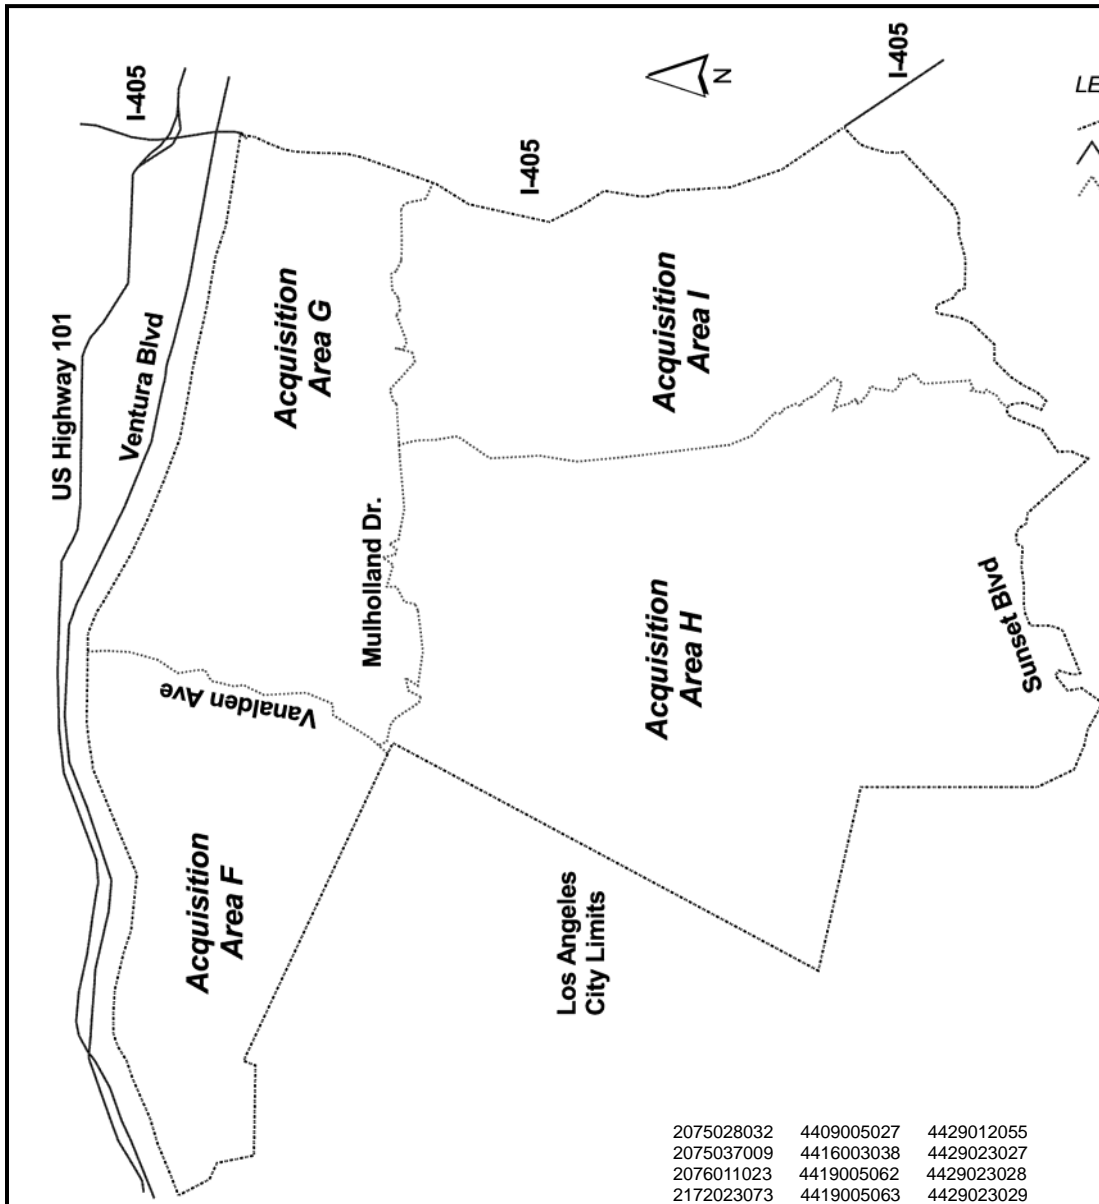 I-405
I-405
LE
N
I-405
US Highway 101
Ventura Blvd
Acquisition
Area G
Acquisition
Area I
Mulholland Dr.
Vanalden Ave
Acquisition
Area H
Sunset Blvd
Acquisition
Area F
Los Angeles
City Limits
2075028032 4409005027 4429012055
2075037009 4416003038 4429023027
2076011023 4419005062 4429023028
2172023073 4419005063 4429023029